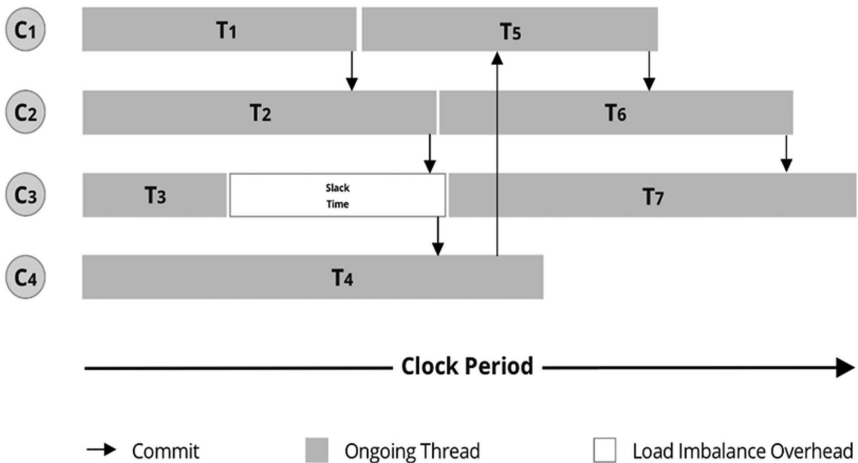 C1 T1 T5
C2 T2 T6
C3 T3 Slack
Time T7
C4 T4
Clock Period
Commit Ongoing Thread Load Imbalance Overhead